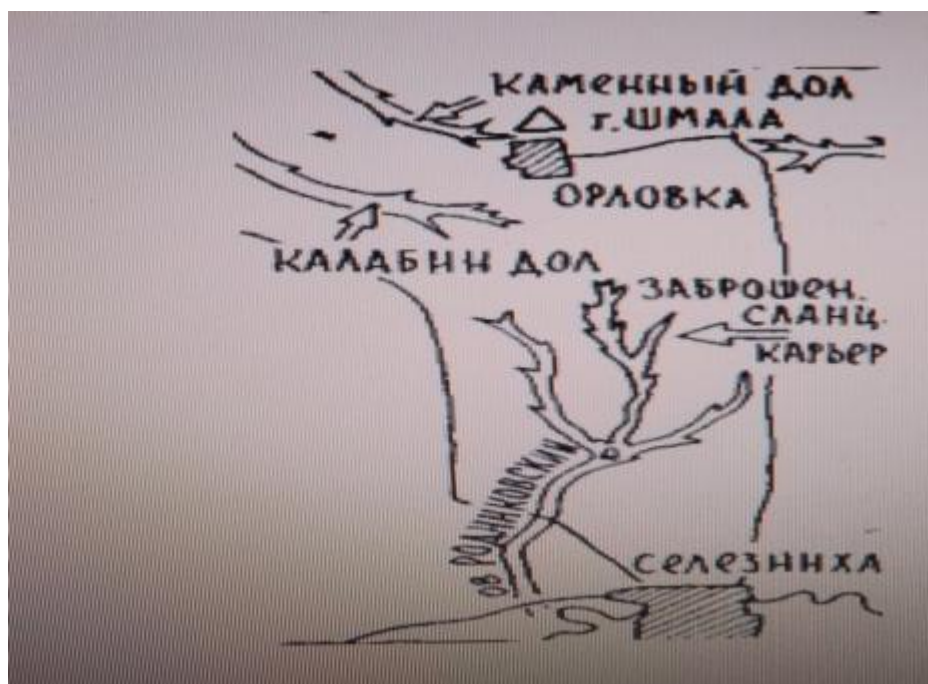 КАМЕННЫЙ ДОЛ
г. ШМАЛА
ОРЛОВКА
КАЛАБИН ДОЛ
ЗАБРОШЕН.
СЛАНЦ.
КАРЬЕР
ОВ. РОДНИКОВСКИЙ
СЕЛЕЗНИХА